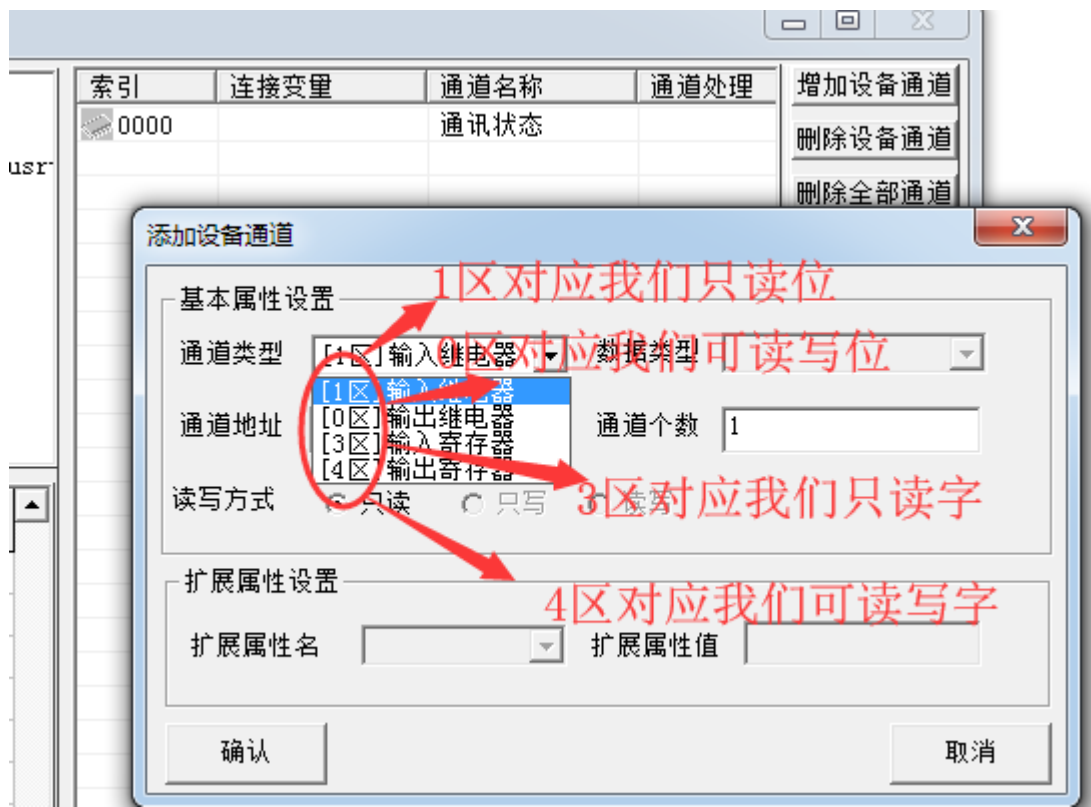 索引 连接变量 通道名称 通道处理 增加设备通道
0000 通讯状态
删除设备通道
usr
删除全部通道
添加设备通道
1区对应我们只读位
基本属性设置
通道类型 [1区]输入继电器 数据类型
0区对应我们可读写位
[1区]输入继电器
[0区]输出继电器
通道地址 通道个数 1
[3区]输入寄存器
[4区]输出寄存器
读写方式 只读 只写 读写
3区对应我们只读字
扩展属性设置
4区对应我们可读写字
扩展属性名 扩展属性值
确认 取消